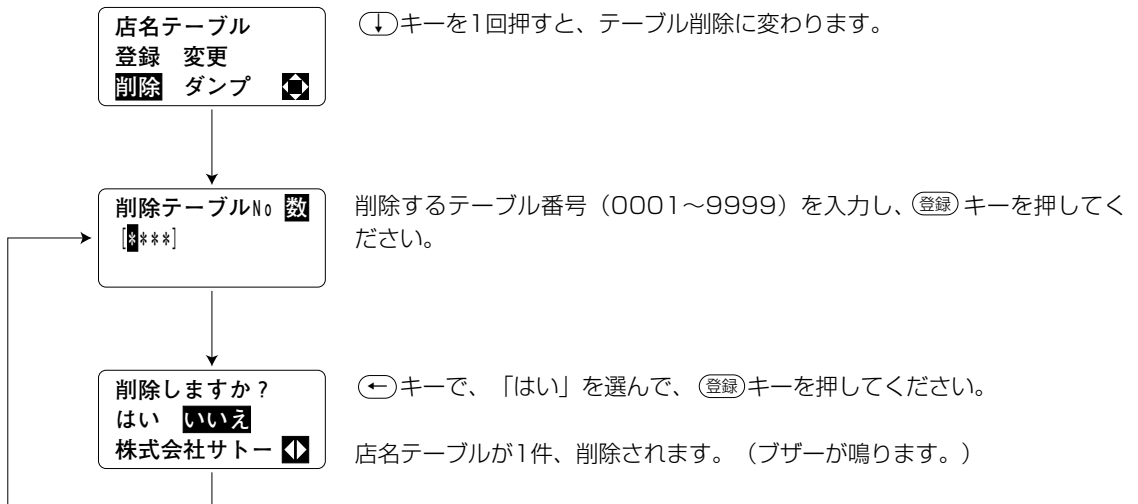 店名テーブル
登録 変更
削除 ダンプ
↓キーを1回押すと、テーブル削除に変わります。
削除テーブルNo 数
[****]
削除するテーブル番号（0001～9999）を入力し、登録キーを押してく
ださい。
削除しますか？
はい いいえ
株式会社サトー
←キーで、「はい」を選んで、登録キーを押してください。
店名テーブルが1件、削除されます。（ブザーが鳴ります。）